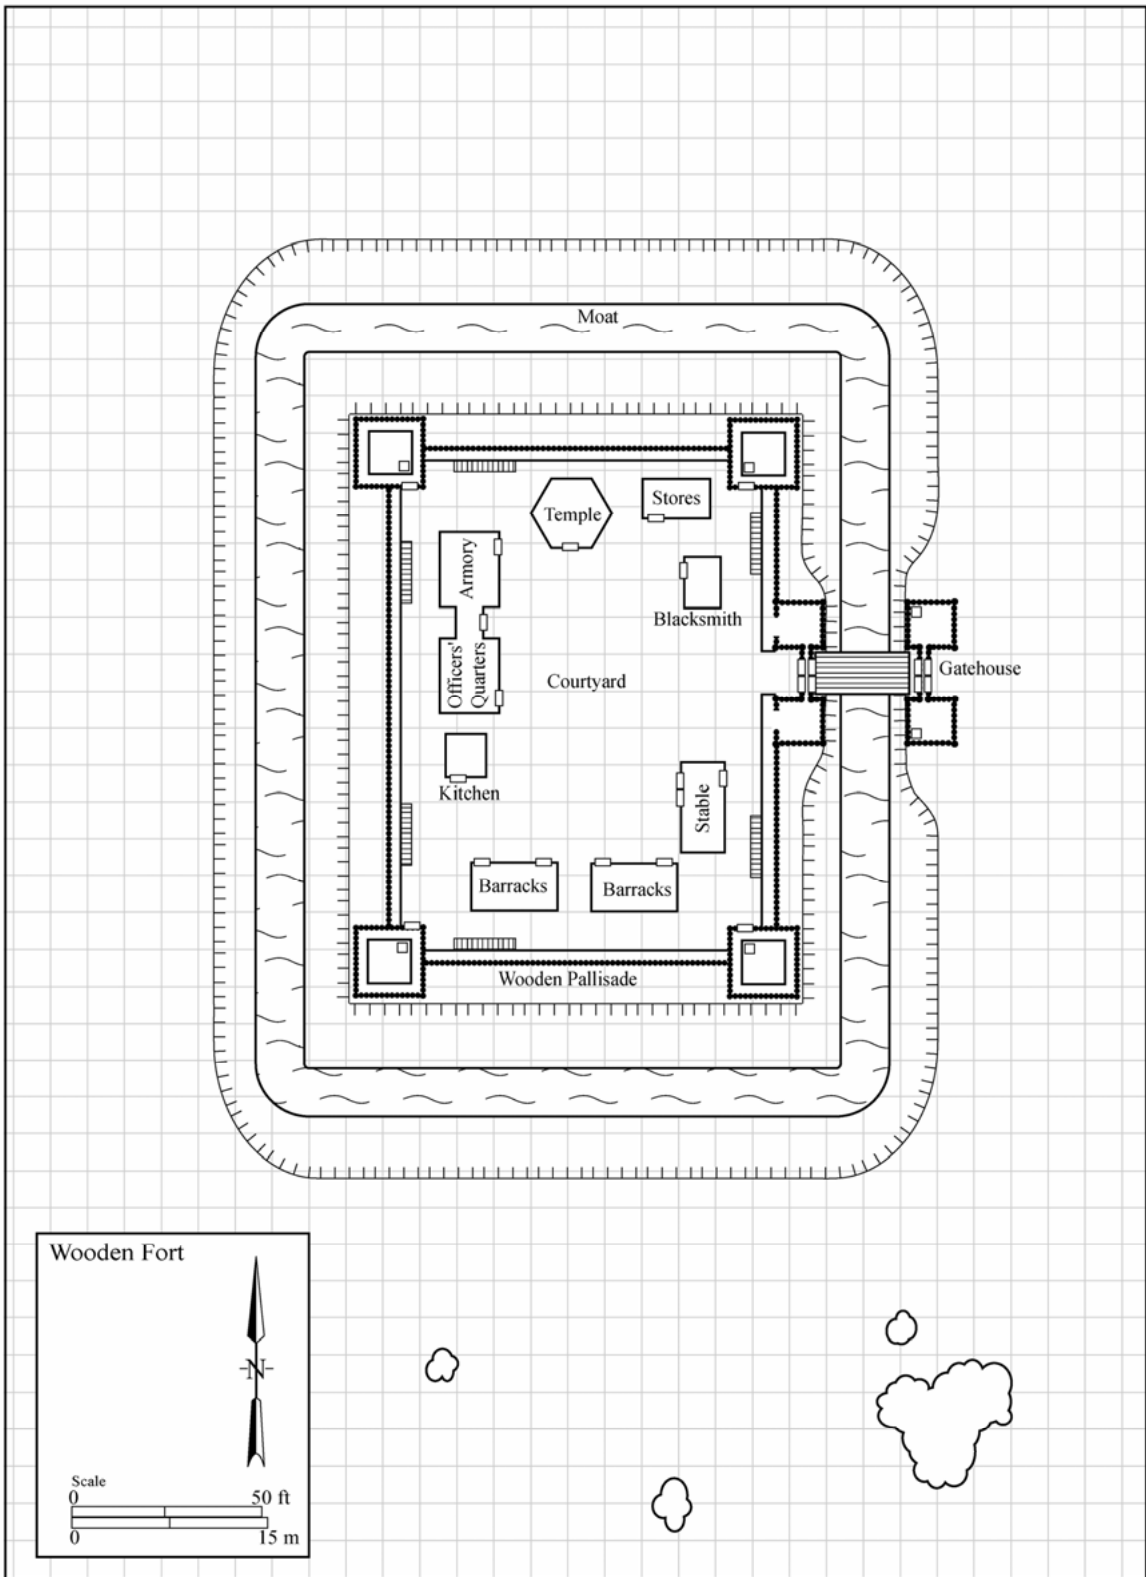 Moat
Temple
Stores
Armory
Blacksmith
Officers'
Quarters
Courtyard
Gatehouse
Kitchen
Stable
Barracks
Barracks
Wooden Pallisade
Wooden Fort
N
Scale
0 50 ft
0 15 m